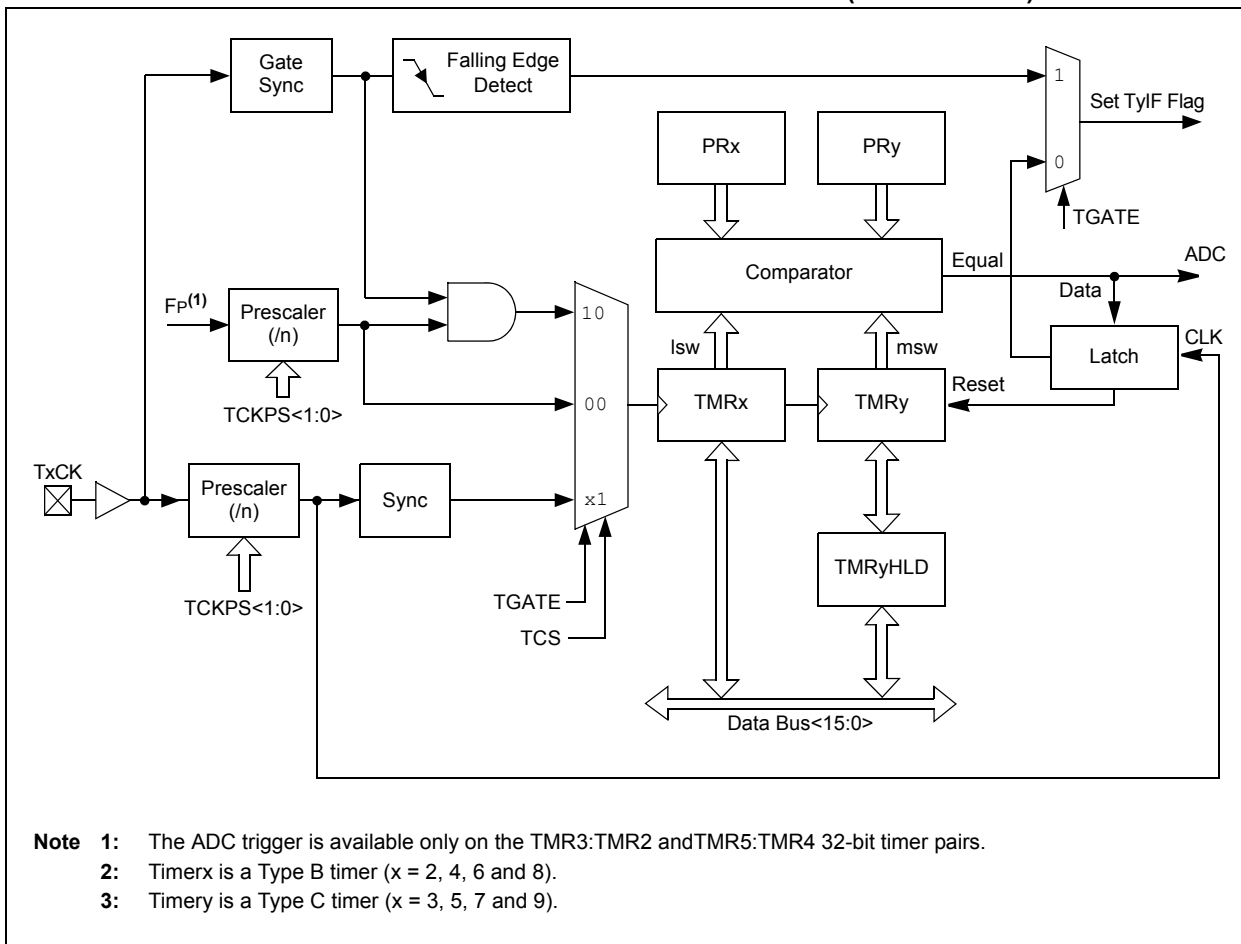 Gate
Sync
Falling Edge
Detect
1
Set TyIF Flag
PRx
PRy
0
TGATE
Comparator
Equal
ADC
Data
FP(1)
Prescaler
(/n)
10
lsw
msw
Latch
CLK
TCKPS<1:0>
00
TMRx
TMRy
Reset
TxCK
Prescaler
(/n)
Sync
x1
TCKPS<1:0>
TGATE
TCS
TMRyHLD
Data Bus<15:0>
Note 1: The ADC trigger is available only on the TMR3:TMR2 andTMR5:TMR4 32-bit timer pairs.
2: Timerx is a Type B timer (x = 2, 4, 6 and 8).
3: Timery is a Type C timer (x = 3, 5, 7 and 9).